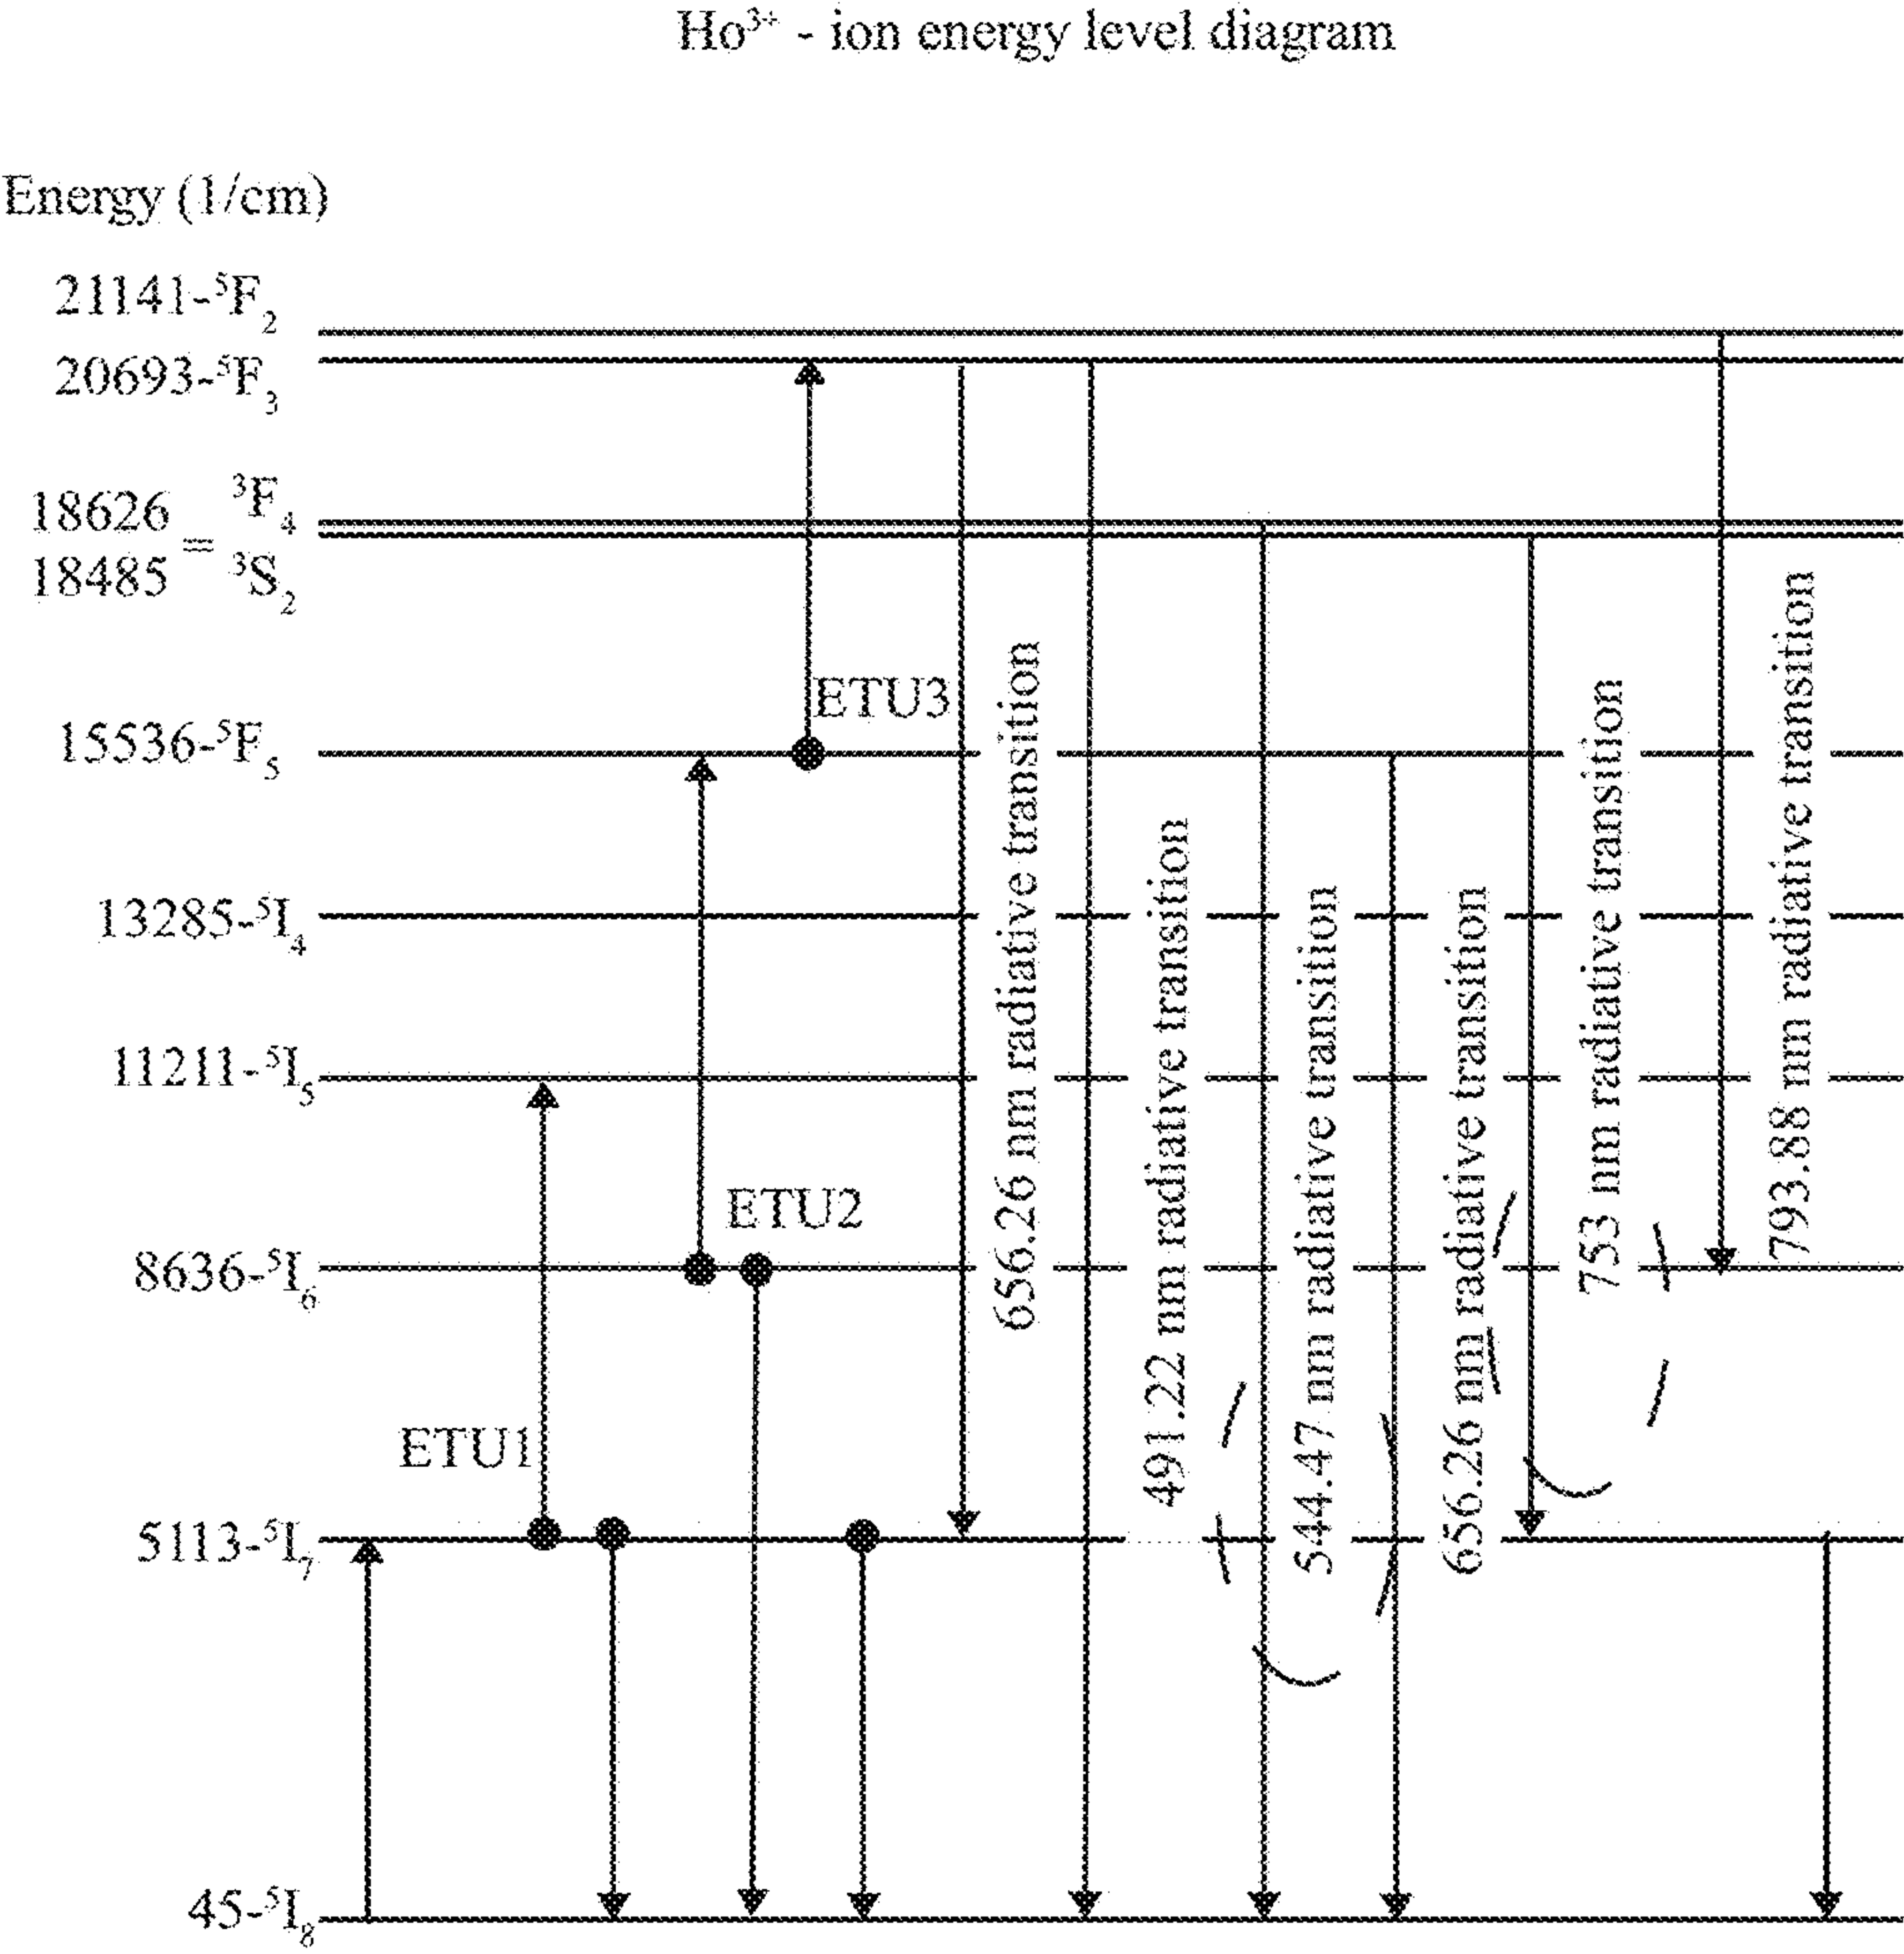 Ho³⁺ - ion energy level diagram
Energy (1/cm)
21141-⁵F₂
20693-⁵F₃
18626 = ³F₄
18485 ³S₂
15536-⁵F₅
13285-⁵I₄
11211-⁵I₅
8636-⁵I₆
5113-⁵I₇
45-⁵I₈
ETU1
ETU2
ETU3
656.26 nm radiative transition
491.22 nm radiative transition
544.47 nm radiative transition
656.26 nm radiative transition
753 nm radiative transition
793.88 nm radiative transition